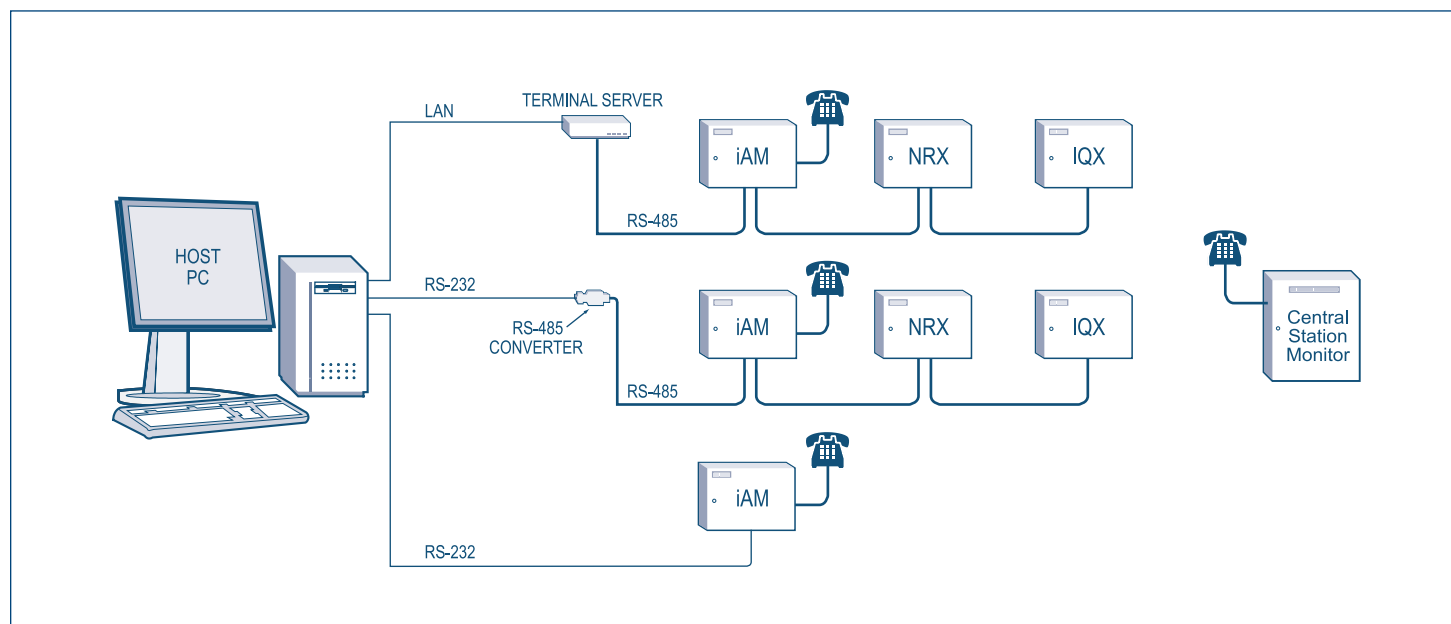 LAN
TERMINAL SERVER
iAM
NRX
IQX
RS-485
HOST
PC
RS-232
RS-485
CONVERTER
iAM
NRX
IQX
RS-485
Central
Station
Monitor
iAM
RS-232